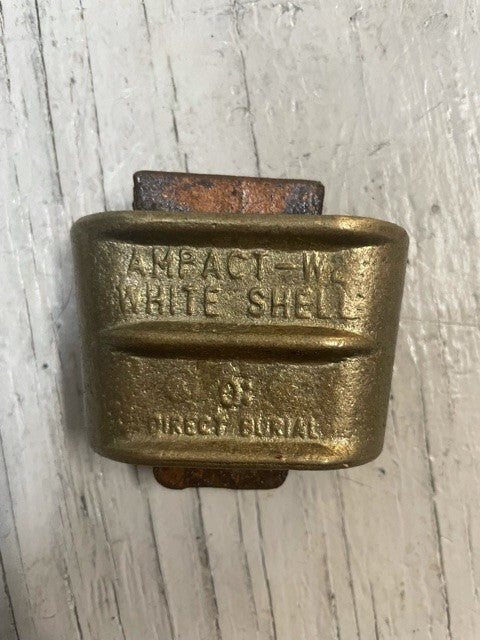 AMPACT-W2
WHITE SHELL
DIRECT BURIAL